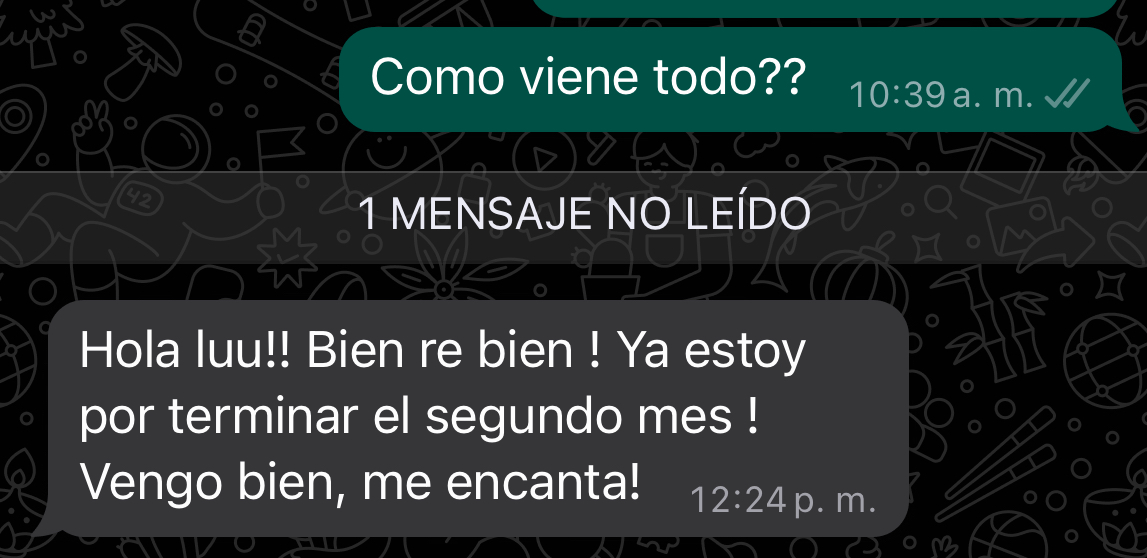 Como viene todo??
10:39 a. m.
1 MENSAJE NO LEÍDO
Hola luu!! Bien re bien ! Ya estoy
por terminar el segundo mes !
Vengo bien, me encanta!
12:24 p. m.